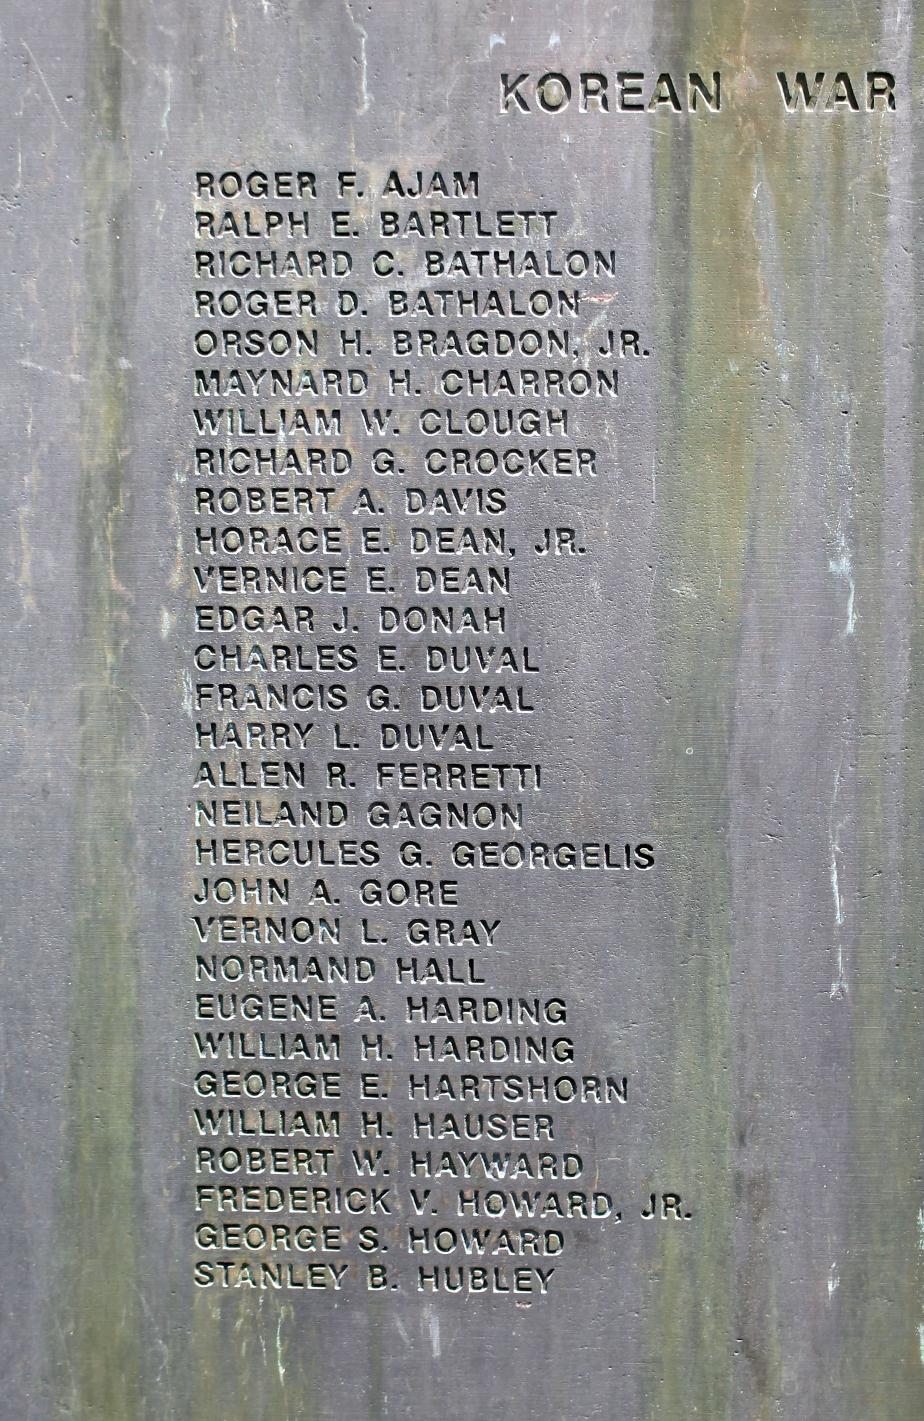 KOREAN WAR
ROGER F. AJAM
RALPH E. BARTLETT
RICHARD C. BATHALON
ROGER D. BATHALON
ORSON H. BRAGDON, JR.
MAYNARD H. CHARRON
WILLIAM W. CLOUGH
RICHARD G. CROCKER
ROBERT A. DAVIS
HORACE E. DEAN, JR.
VERNICE E. DEAN
EDGAR J. DONAH
CHARLES E. DUVAL
FRANCIS G. DUVAL
HARRY L. DUVAL
ALLEN R. FERRETTI
NEILAND GAGNON
HERCULES G. GEORGELIS
JOHN A. GORE
VERNON L. GRAY
NORMAND HALL
EUGENE A. HARDING
WILLIAM H. HARDING
GEORGE E. HARTSHORN
WILLIAM H. HAUSER
ROBERT W. HAYWARD
FREDERICK V. HOWARD, JR.
GEORGE S. HOWARD
STANLEY B. HUBLEY